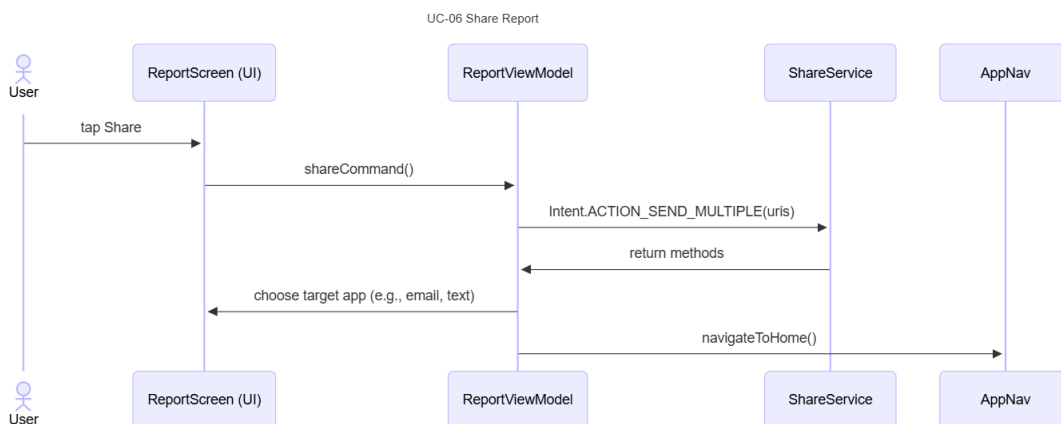 UC-06 Share Report
User
ReportScreen (UI)
ReportViewModel
ShareService
AppNav
tap Share
shareCommand()
Intent.ACTION_SEND_MULTIPLE(uris)
return methods
choose target app (e.g., email, text)
navigateToHome()
User
ReportScreen (UI)
ReportViewModel
ShareService
AppNav